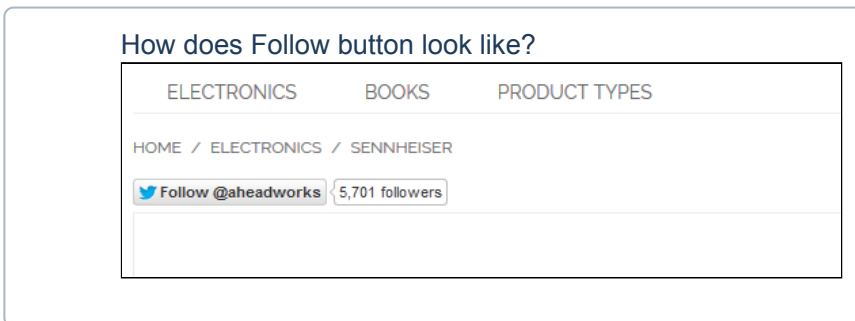 How does Follow button look like?
ELECTRONICS BOOKS PRODUCT TYPES
HOME / ELECTRONICS / SENNHEISER
Follow @aheadworks 5,701 followers